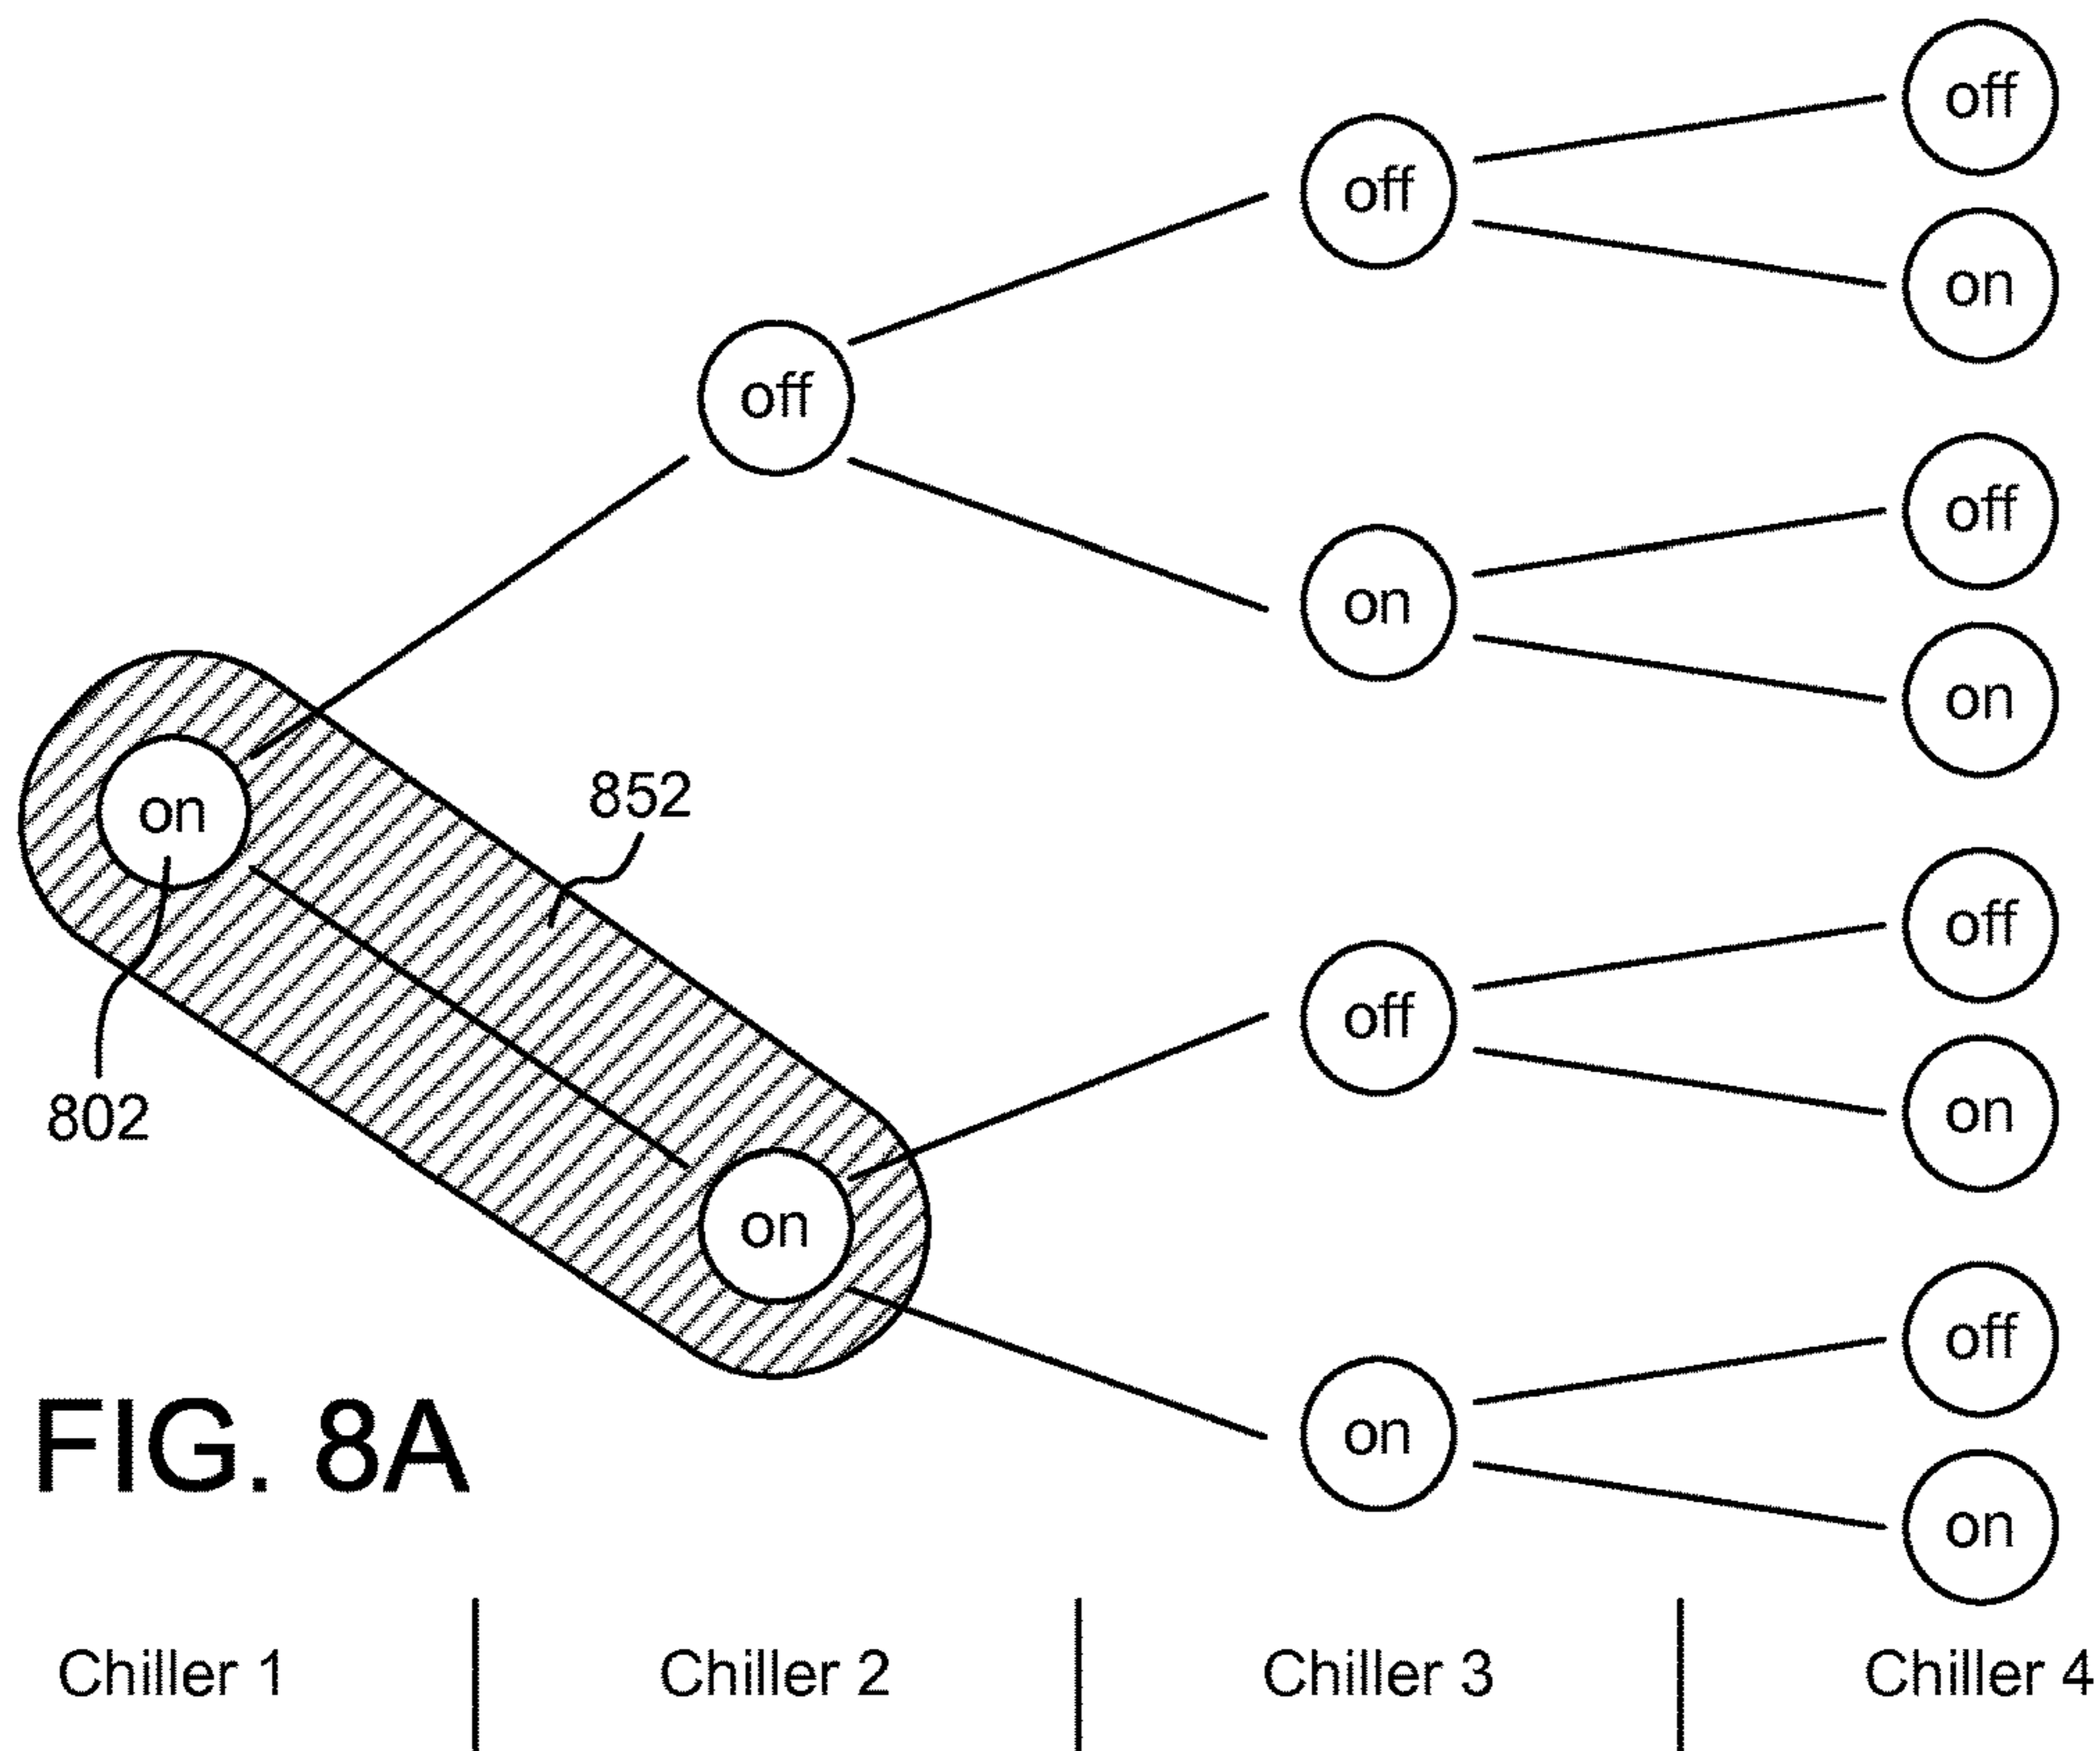 off
off
on
off
off
on
on
on
852
off
off
802
on
on
off
on
on
FIG. 8A
Chiller 1
Chiller 2
Chiller 3
Chiller 4